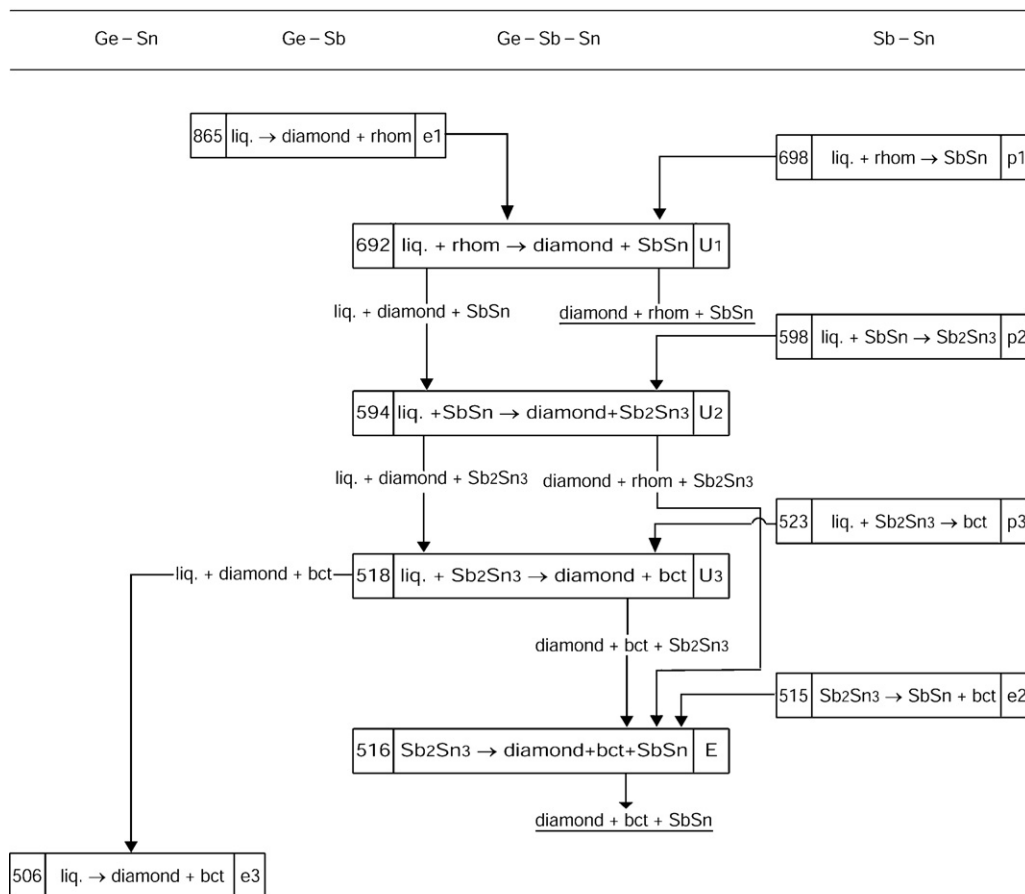 Ge – Sn Ge – Sb Ge – Sb – Sn Sb – Sn
865 liq. → diamond + rhom e1
698 liq. + rhom → SbSn p1
692 liq. + rhom → diamond + SbSn U1
liq. + diamond + SbSn diamond + rhom + SbSn
598 liq. + SbSn → Sb2Sn3 p2
594 liq. +SbSn → diamond+Sb2Sn3 U2
liq. + diamond + Sb2Sn3 diamond + rhom + Sb2Sn3
523 liq. + Sb2Sn3 → bct p3
liq. + diamond + bct 518 liq. + Sb2Sn3 → diamond + bct U3
diamond + bct + Sb2Sn3
515 Sb2Sn3 → SbSn + bct e2
516 Sb2Sn3 → diamond+bct+SbSn E
diamond + bct + SbSn
506 liq. → diamond + bct e3